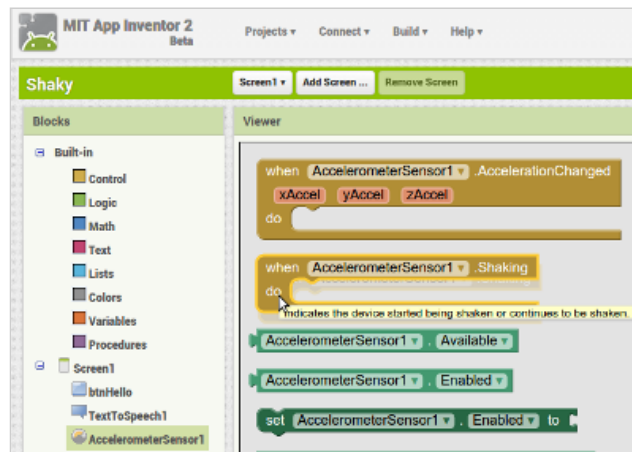 MIT App Inventor 2
Beta
Projects Connect Build Help
Shaky
Screen1 Add Screen ... Remove Screen
Blocks
Viewer
Built-in
Control
Logic
Math
Text
Lists
Colors
Variables
Procedures
Screen1
btnHello
TextToSpeech1
AccelerometerSensor1
when AccelerometerSensor1 .AccelerationChanged
xAccel yAccel zAccel
do
when AccelerometerSensor1 .Shaking
do
Indicates the device started being shaken or continues to be shaken.
AccelerometerSensor1 . Available
AccelerometerSensor1 . Enabled
set AccelerometerSensor1 . Enabled to